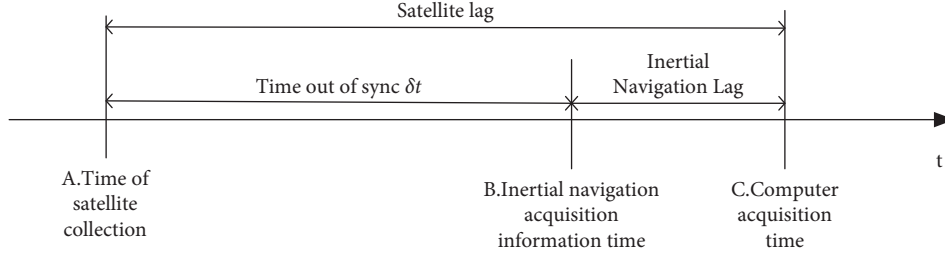 Satellite lag
Time out of sync δt
Inertial
Navigation Lag
t
A.Time of
satellite
collection
B.Inertial navigation
acquisition
information time
C.Computer
acquisition
time